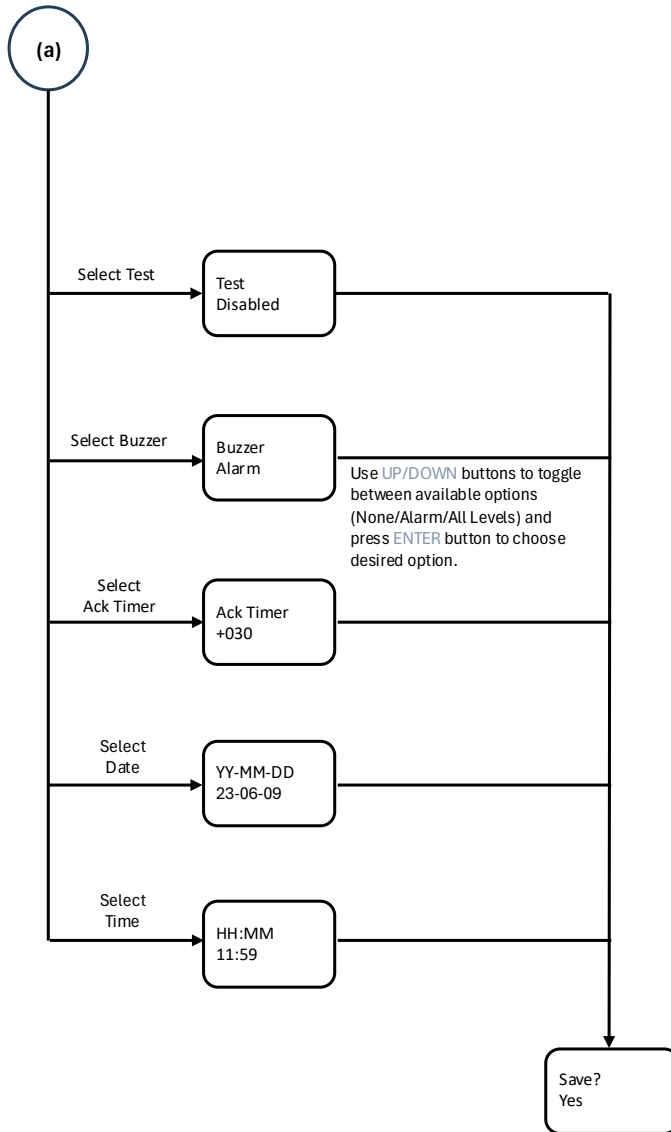 (a)
Select Test
Test
Disabled
Select Buzzer
Buzzer
Alarm
Use UP/DOWN buttons to toggle
between available options
(None/Alarm/All Levels) and
press ENTER button to choose
desired option.
Select
Ack Timer
Ack Timer
+030
Select
Date
YY-MM-DD
23-06-09
Select
Time
HH:MM
11:59
Save?
Yes